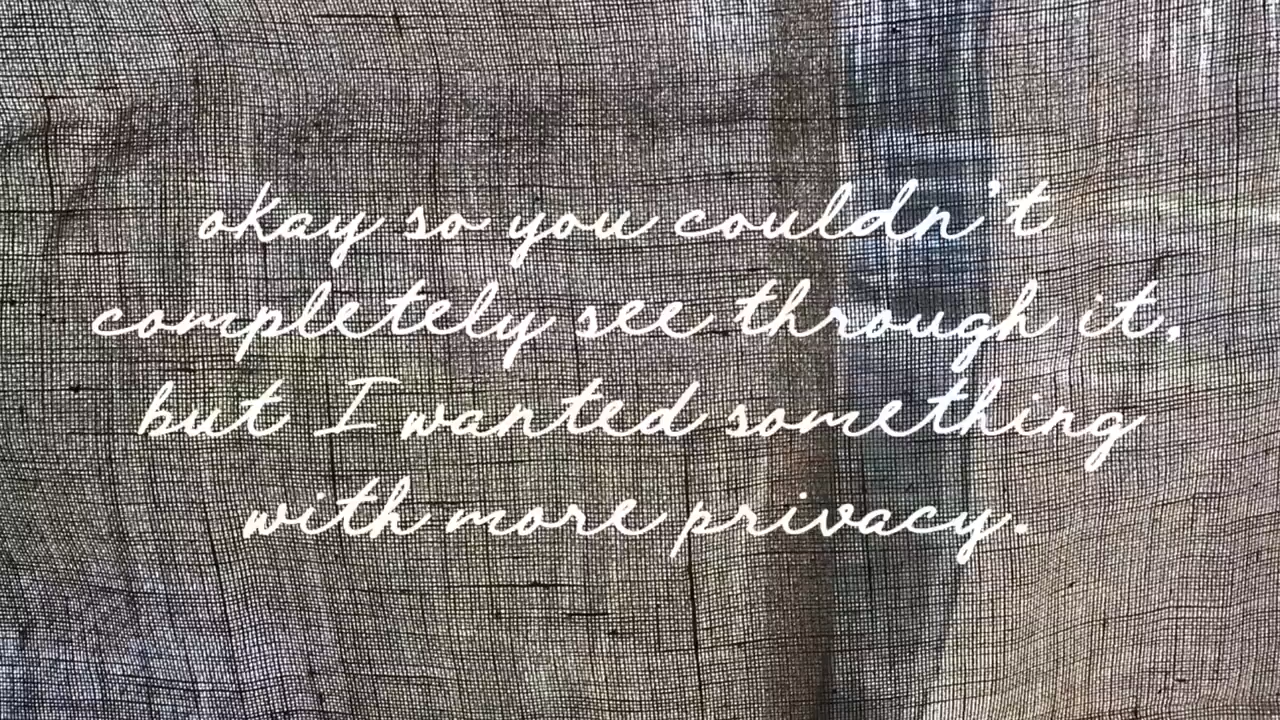 okay so you couldn't
completely see through it,
but I wanted something
with more privacy.